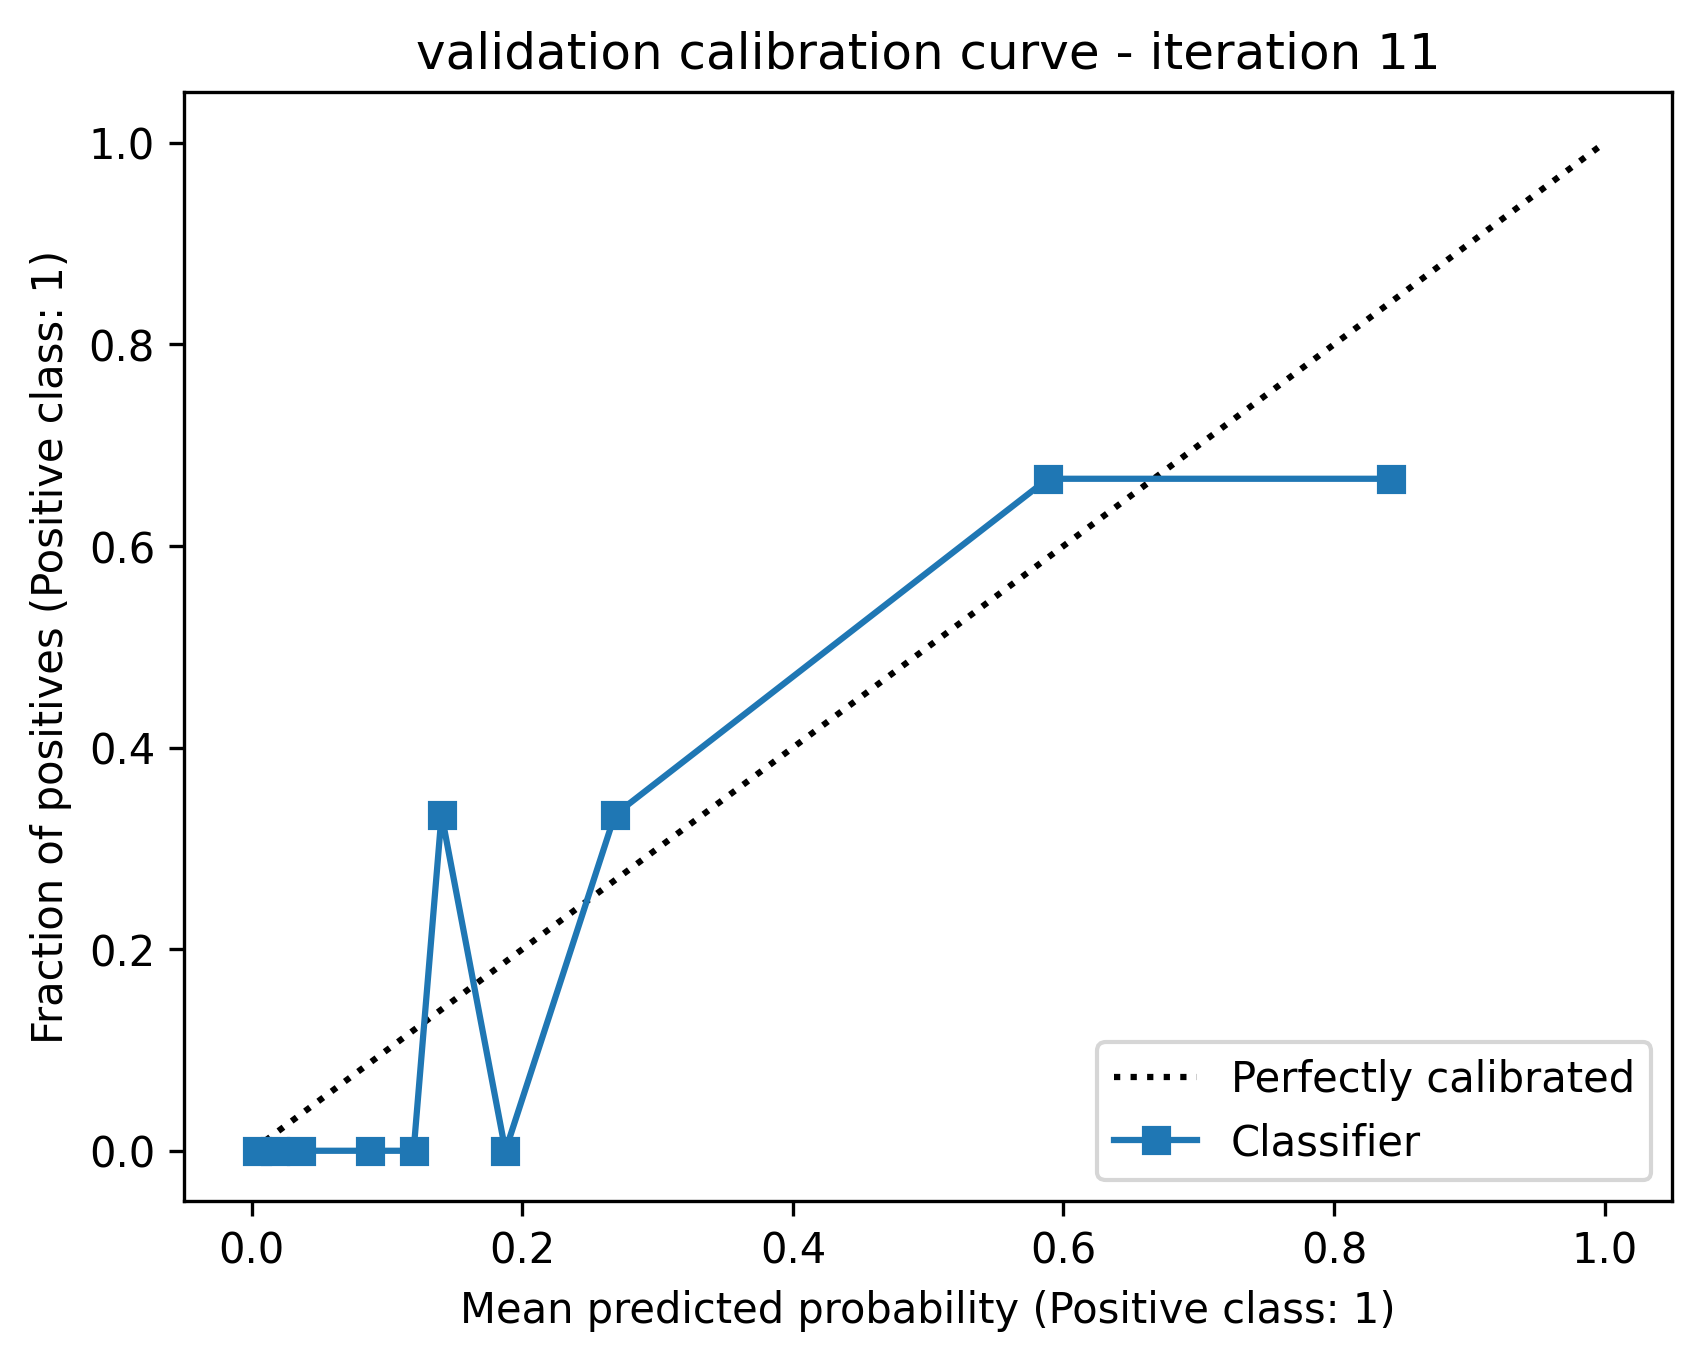 validation calibration curve - iteration 11
1.0
0.8
0.6
0.4
0.2
0.0
Fraction of positives (Positive class: 1)
Perfectly calibrated
Classifier
0.0 0.2 0.4 0.6 0.8 1.0
Mean predicted probability (Positive class: 1)